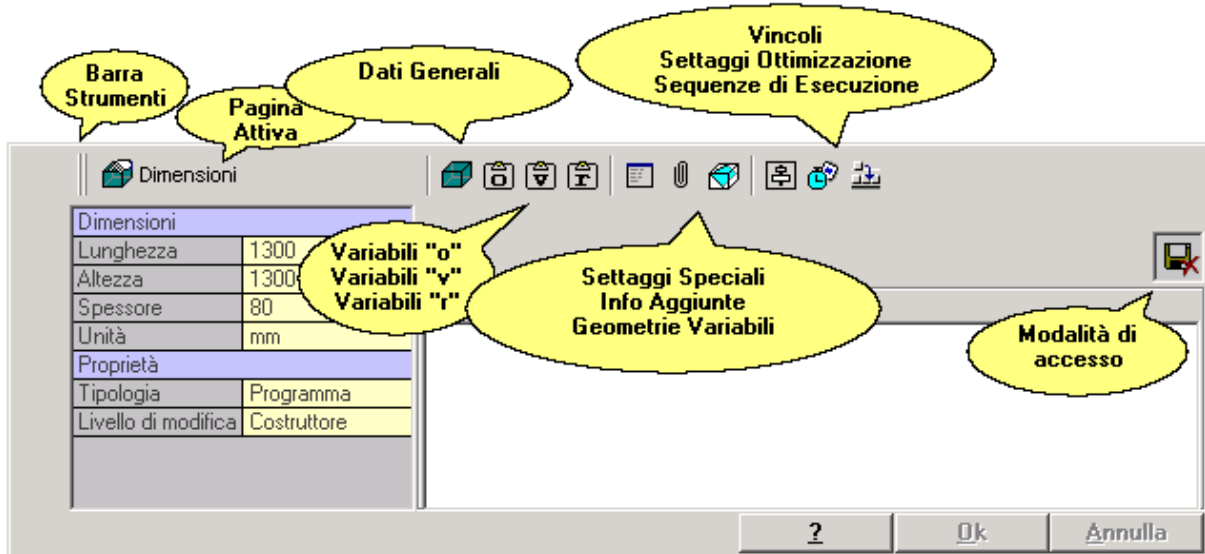 Vincoli
Settaggi Ottimizzazione
Sequenze di Esecuzione
Barra
Strumenti
Dati Generali
Pagina
Attiva
Dimensioni
o v r
Dimensioni
Lunghezza 1300
Altezza 1300
Spessore 80
Unità mm
Proprietà
Tipologia Programma
Livello di modifica Costruttore
Variabili "o"
Variabili "v"
Variabili "r"
Settaggi Speciali
Info Aggiunte
Geometrie Variabili
Modalità di
accesso
? Ok Annulla